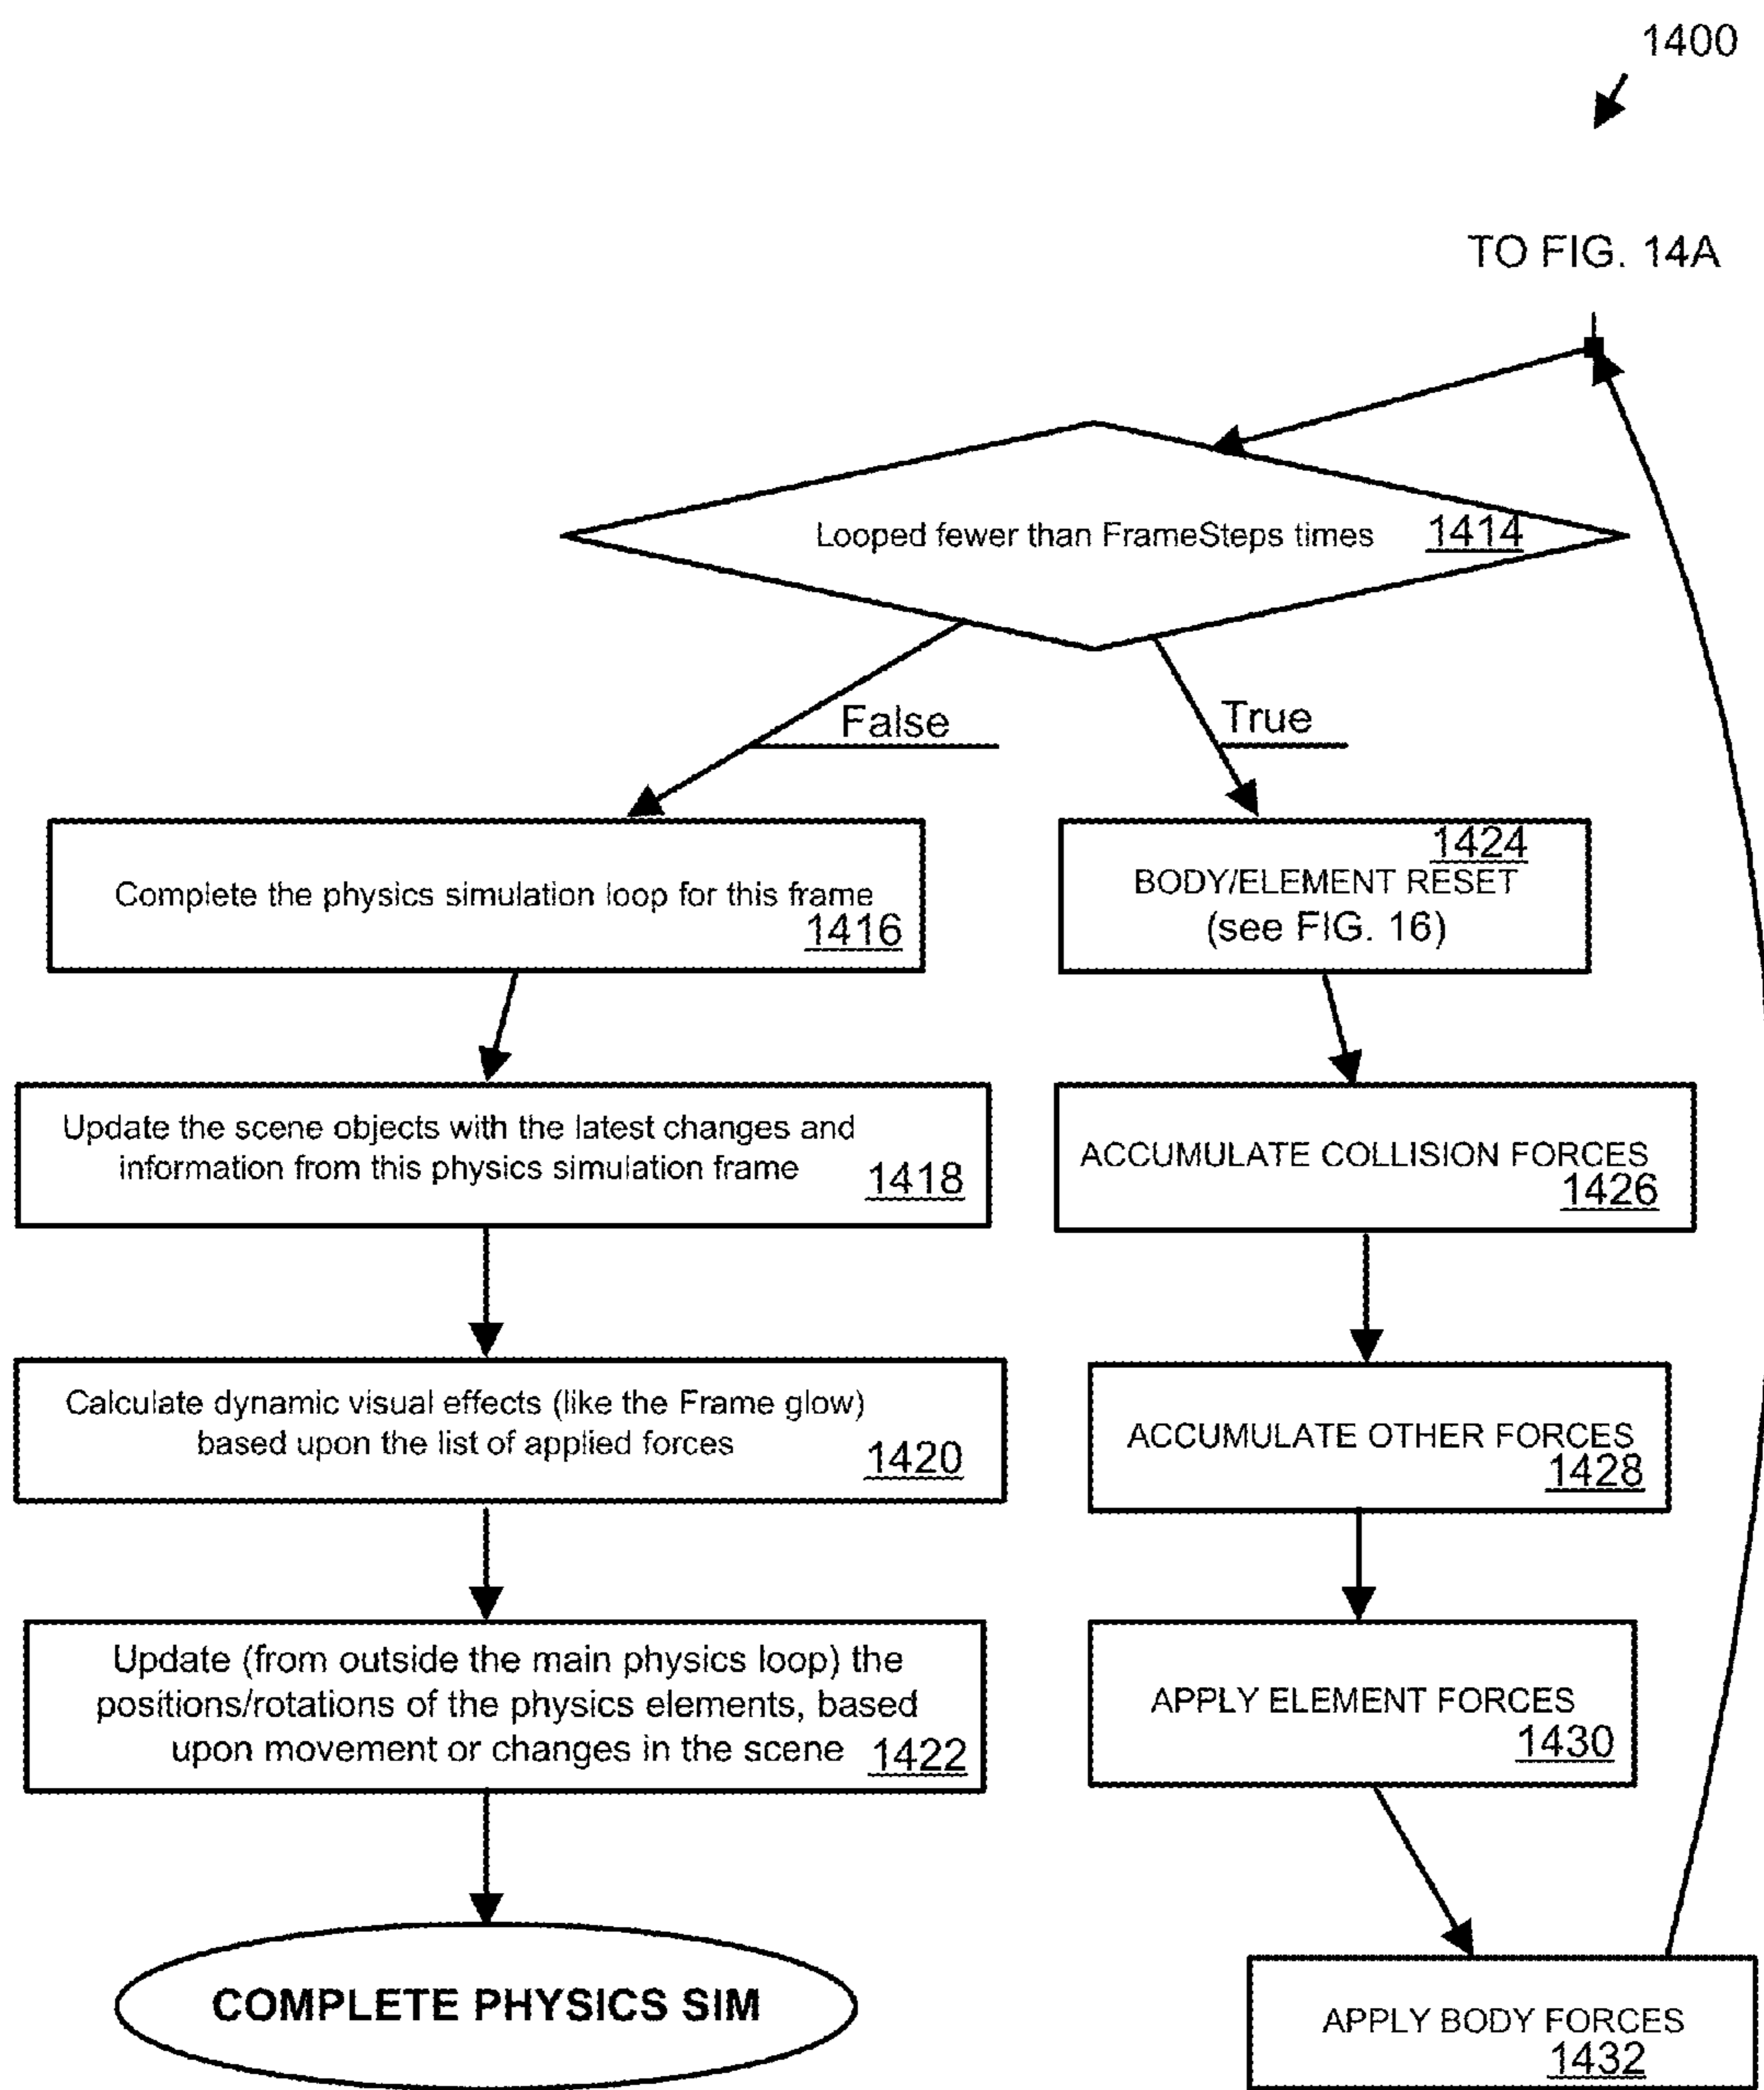 1400
TO FIG. 14A
Looped fewer than FrameSteps times 1414
False
True
Complete the physics simulation loop for this frame
1416
1424
BODY/ELEMENT RESET
(see FIG. 16)
Update the scene objects with the latest changes and
information from this physics simulation frame 1418
ACCUMULATE COLLISION FORCES
1426
Calculate dynamic visual effects (like the Frame glow)
based upon the list of applied forces 1420
ACCUMULATE OTHER FORCES
1428
Update (from outside the main physics loop) the
positions/rotations of the physics elements, based
upon movement or changes in the scene 1422
APPLY ELEMENT FORCES
1430
COMPLETE PHYSICS SIM
APPLY BODY FORCES
1432